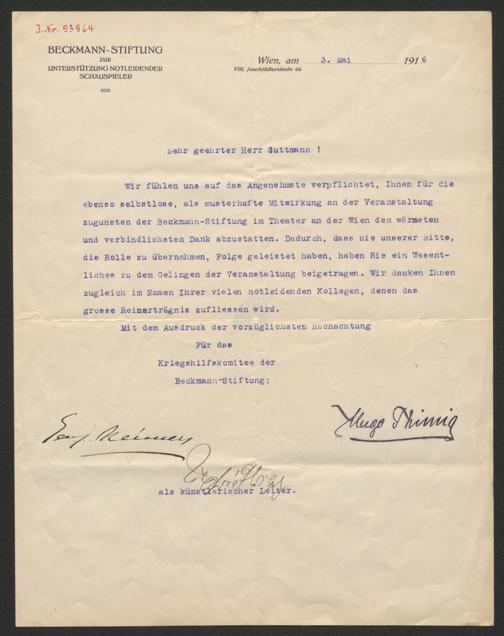 J.Nr. 93964
BECKMANN-STIFTUNG
ZUR
UNTERSTÜTZUNG NOTLEIDENDER
SCHAUSPIELER
Wien, am 3. Mai 1916
VIII. Josefstädterstraße 66
Sehr geehrter Herr Guttmann !
Wir fühlen uns auf das Angenehmste verpflichtet, Ihnen für die
ebenso selbstlose, als musterhafte Mitwirkung an der Veranstaltung
zugunsten der Beckmann-Stiftung im Theater an der Wien den wärmsten
und verbindlichsten Dank abzustatten. Dadurch, dass Sie unserer Bitte,
die Rolle zu übernehmen, Folge geleistet haben, haben Sie ein Wesent-
liches zu dem Gelingen der Veranstaltung beigetragen. Wir danken Ihnen
zugleich im Namen Ihrer vielen notleidenden Kollegen, denen das
grosse Reinerträgnis zufliessen wird.
Mit dem Ausdruck der vorzüglichsten Hochachtung
Für das
Kriegshilfskomitee der
Beckmann-Stiftung:
Hugo Thimig
als künstlerischer Leiter.